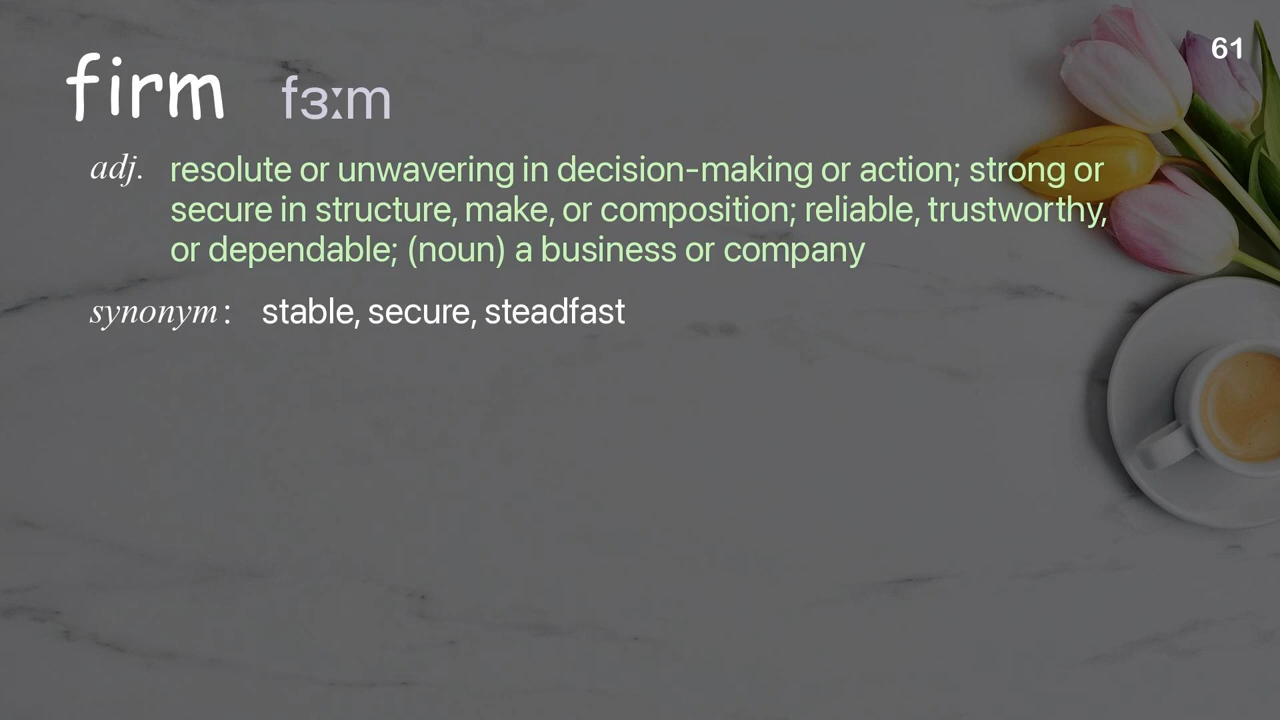 61
firm fɜːm
adj. resolute or unwavering in decision-making or action; strong or
secure in structure, make, or composition; reliable, trustworthy,
or dependable; (noun) a business or company
synonym : stable, secure, steadfast